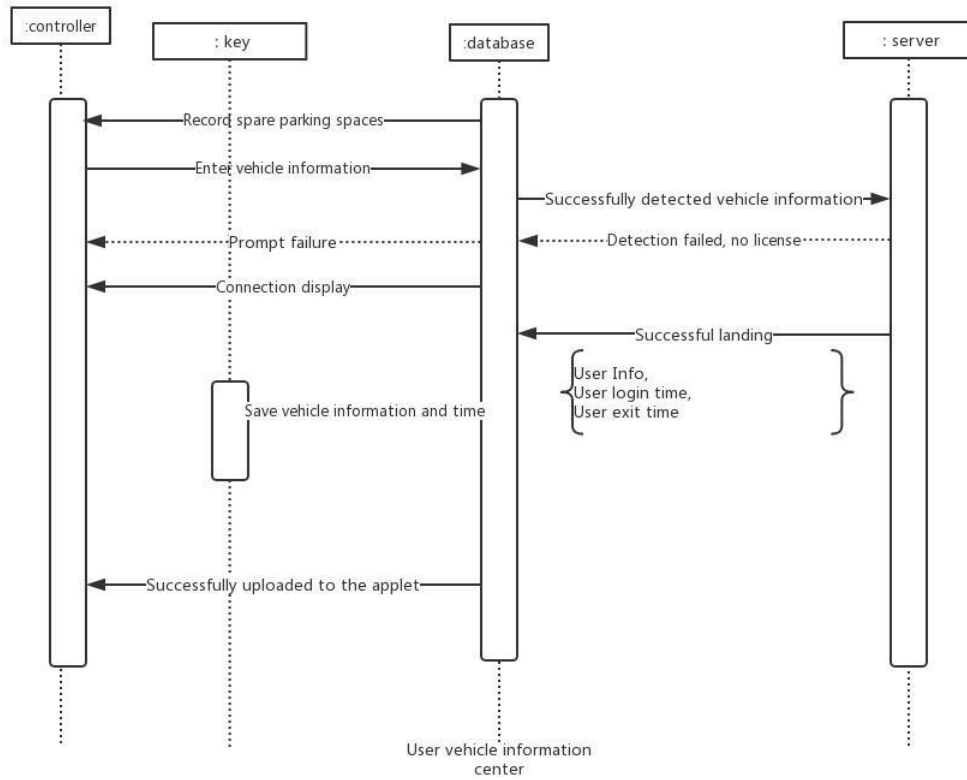 :controller
: key
:database
: server
Record spare parking spaces
Enter vehicle information
Successfully detected vehicle information
Prompt failure
Detection failed, no license
Connection display
Successful landing
User Info,
User login time,
User exit time
Save vehicle information and time
Successfully uploaded to the applet
User vehicle information
center